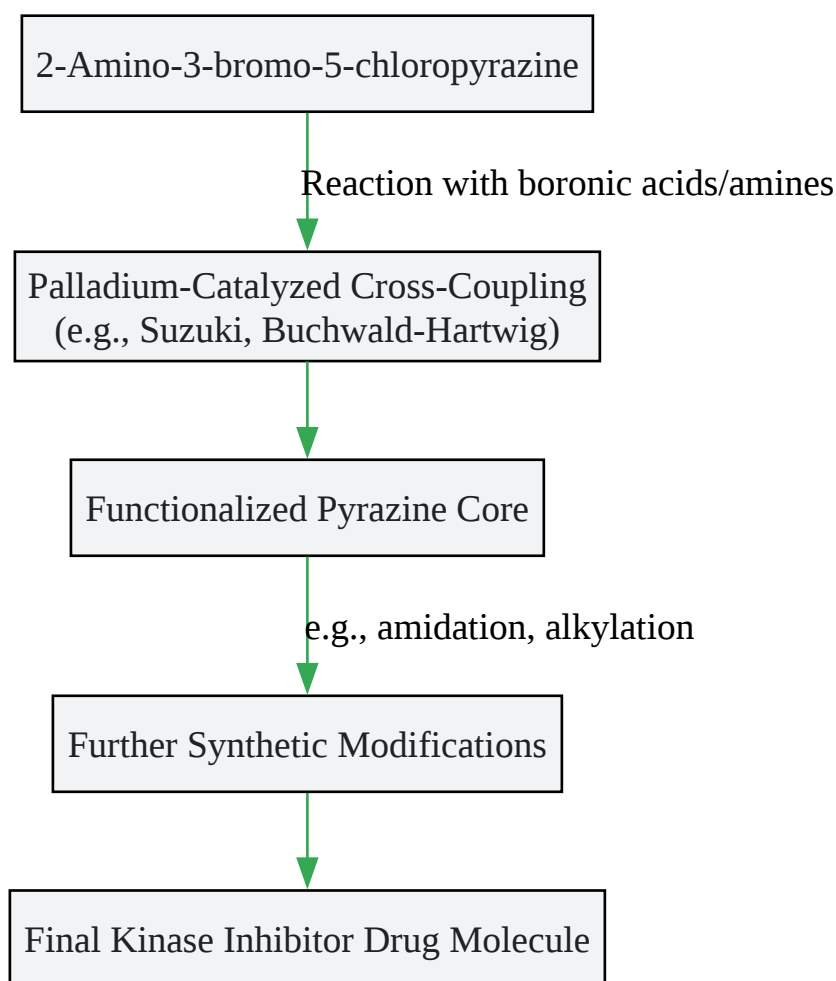 2-Amino-3-bromo-5-chloropyrazine
Reaction with boronic acids/amines
Palladium-Catalyzed Cross-Coupling
(e.g., Suzuki, Buchwald-Hartwig)
Functionalized Pyrazine Core
e.g., amidation, alkylation
Further Synthetic Modifications
Final Kinase Inhibitor Drug Molecule